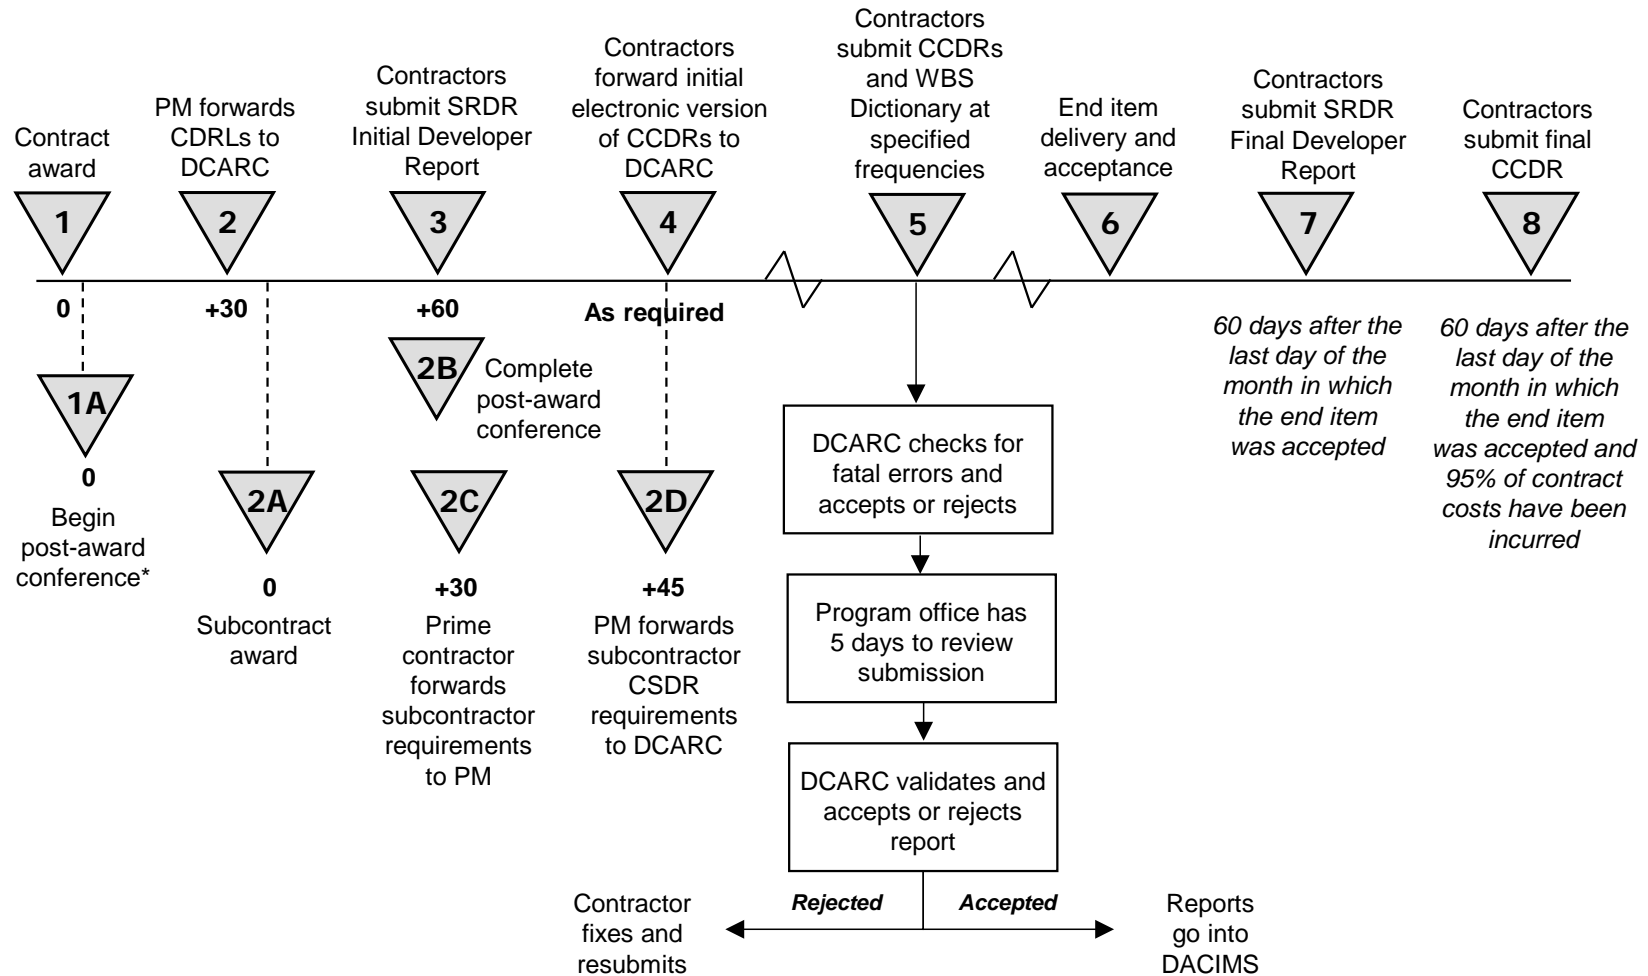 Contract
award
1
0
PM forwards
CDRLs to
DCARC
2
+30
Contractors
submit SRDR
Initial Developer
Report
3
+60
Contractors
forward initial
electronic version
of CCDRs to
DCARC
4
As required
Contractors
submit CCDRs
and WBS
Dictionary at
specified
frequencies
5
End item
delivery and
acceptance
6
Contractors
submit SRDR
Final Developer
Report
7
60 days after the
last day of the
month in which
the end item
was accepted
Contractors
submit final
CCDR
8
60 days after the
last day of the
month in which
the end item
was accepted and
95% of contract
costs have been
incurred
1A
0
Begin
post-award
conference*
2A
0
Subcontract
award
2B
Complete
post-award
conference
2C
+30
Prime
contractor
forwards
subcontractor
requirements
to PM
2D
+45
PM forwards
subcontractor
CSDR
requirements
to DCARC
DCARC checks for
fatal errors and
accepts or rejects
Program office has
5 days to review
submission
DCARC validates and
accepts or rejects
report
Rejected
Accepted
Contractor
fixes and
resubmits
Reports
go into
DACIMS